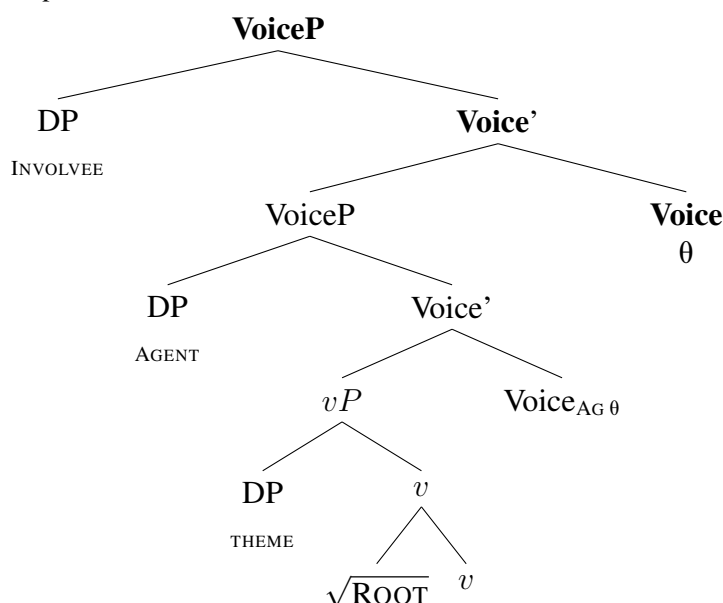 VoiceP
DP Voice’
INVOLVEE
VoiceP Voice
θ
DP Voice’
AGENT
vP Voice_AG θ
DP v
THEME
√ROOT v